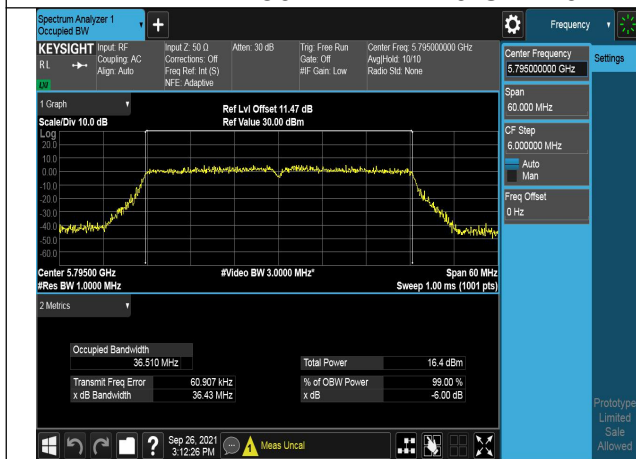 Spectrum Analyzer 1
Occupied BW
Frequency
KEYSIGHT
RL
Input: RF
Coupling: AC
Align: Auto
Input Z: 50 Ω
Corrections: Off
Freq Ref: Int (S)
NFE: Adaptive
Atten: 30 dB
Trig: Free Run
Gate: Off
#IF Gain: Low
Center Freq: 5.795000000 GHz
Avg|Hold: 10/10
Radio Std: None
LXI
Center Frequency
5.795000000 GHz
Settings
Span
60.000 MHz
CF Step
6.000000 MHz
Auto
Man
Freq Offset
0 Hz
1 Graph
Scale/Div 10.0 dB
Ref Lvl Offset 11.47 dB
Ref Value 30.00 dBm
Log
20.0
10.0
0.00
-10.0
-20.0
-30.0
-40.0
-50.0
-60.0
Center 5.79500 GHz
#Res BW 1.0000 MHz
#Video BW 3.0000 MHz*
Span 60 MHz
Sweep 1.00 ms (1001 pts)
2 Metrics
Occupied Bandwidth
36.510 MHz
Total Power 16.4 dBm
Transmit Freq Error 60.907 kHz
% of OBW Power 99.00 %
x dB Bandwidth 36.43 MHz
x dB -6.00 dB
Prototype
Limited
Sale
Allowed
?
Sep 26, 2021
3:12:26 PM
1
Meas Uncal